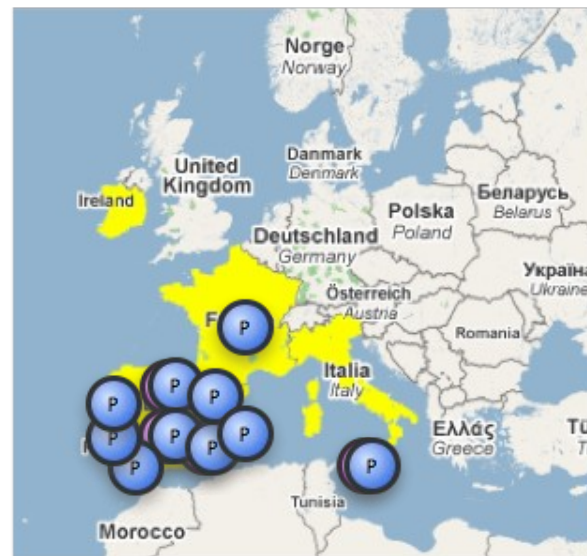 Norge
Norway
Danmark
Denmark
United
Kingdom
Ireland
Беларусь
Belarus
Polska
Poland
Deutschland
Germany
Україна
Ukraine
Österreich
Austria
F
P
Romania
Italia
Italy
P
P
P
P
P
P
P
P
Ελλάς
Greece
Tü
T
P
P
Tunisia
Morocco